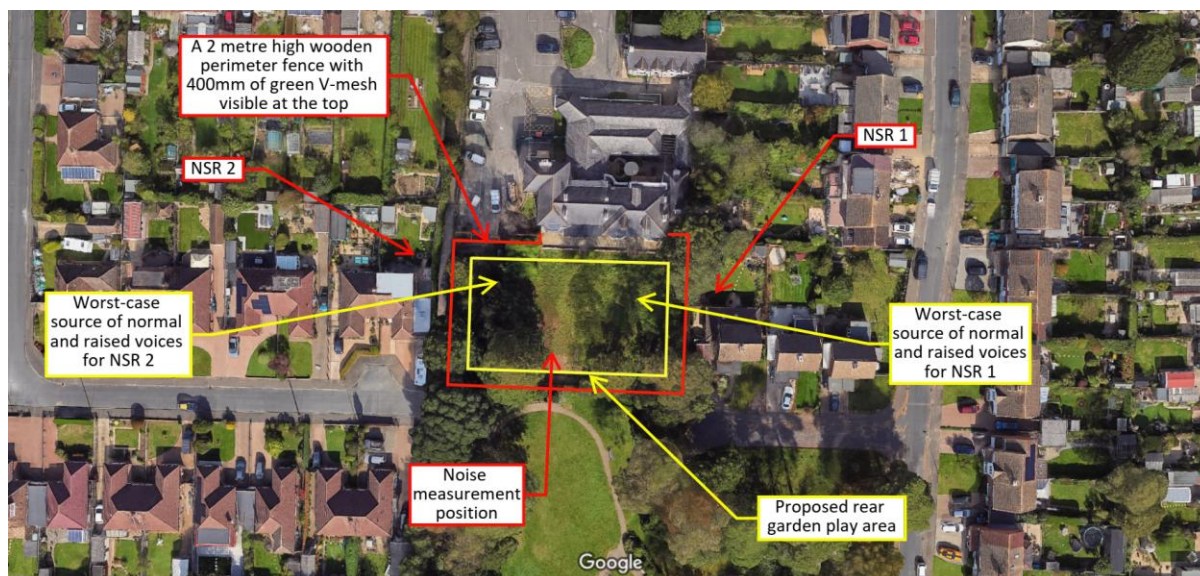 A 2 metre high wooden
perimeter fence with
400mm of green V-mesh
visible at the top
NSR 2
NSR 1
Worst-case
source of normal
and raised voices
for NSR 2
Worst-case
source of normal
and raised voices
for NSR 1
Noise
measurement
position
Proposed rear
garden play area
Google